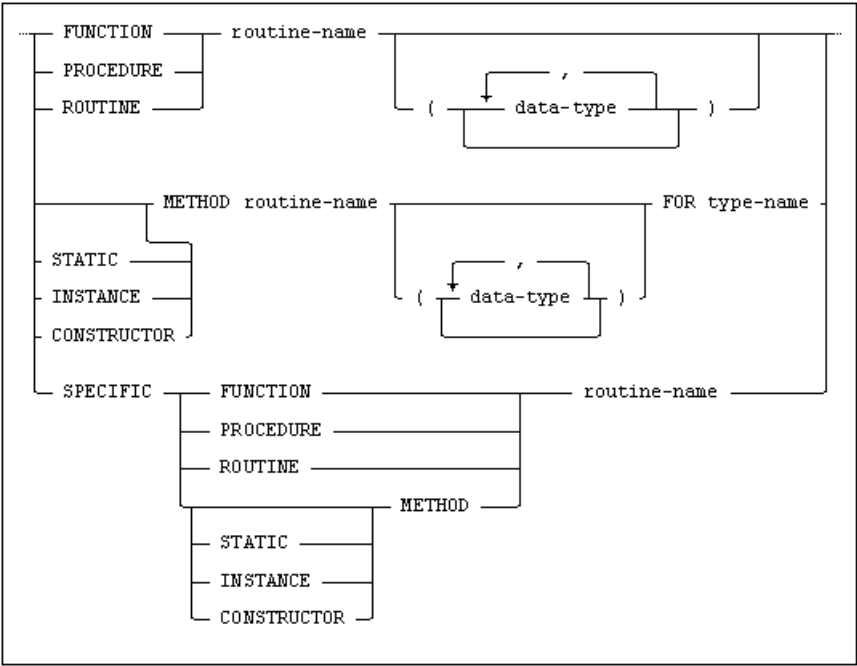 FUNCTION routine-name
,
PROCEDURE
ROUTINE ( data-type )
METHOD routine-name FOR type-name
STATIC ,
INSTANCE ( data-type )
CONSTRUCTOR
SPECIFIC FUNCTION routine-name
PROCEDURE
ROUTINE
METHOD
STATIC
INSTANCE
CONSTRUCTOR